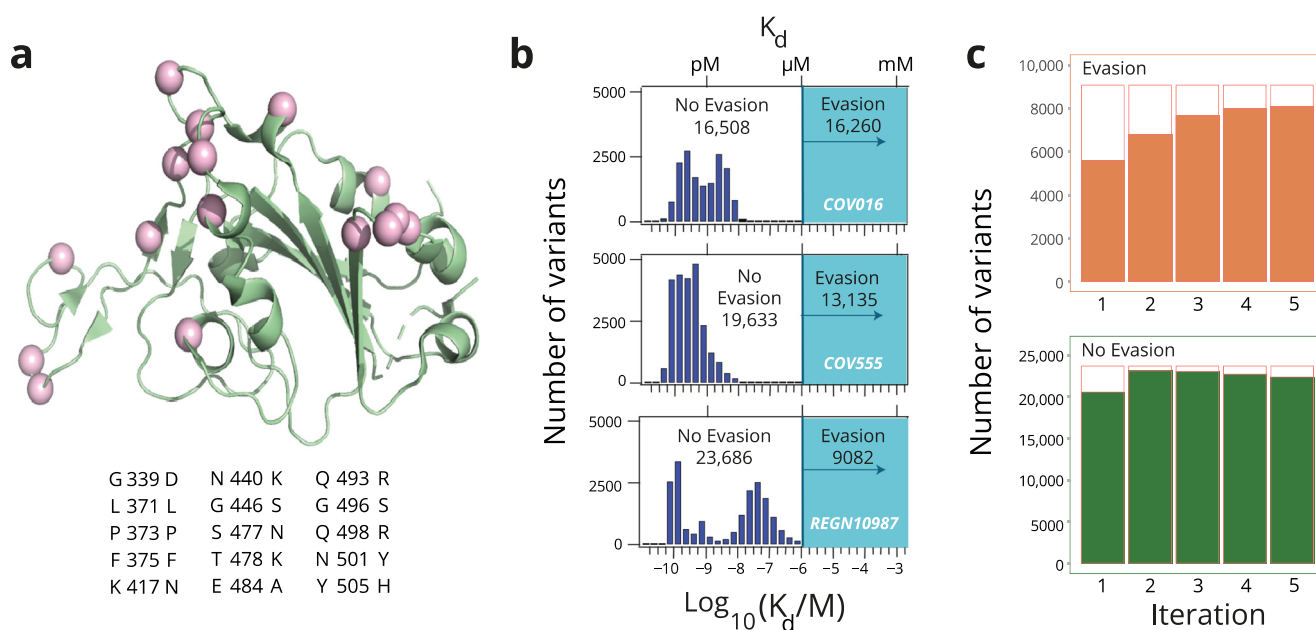 a
G 339 D N 440 K Q 493 R
L 371 L G 446 S G 496 S
P 373 P S 477 N Q 498 R
F 375 F T 478 K N 501 Y
K 417 N E 484 A Y 505 H
b
K_d
pM μM mM
Number of variants
5000
2500
0
No Evasion
16,508
Evasion
16,260
COV016
5000
2500
0
No
Evasion
19,633
Evasion
13,135
COV555
5000
2500
0
No Evasion
23,686
Evasion
9082
REGN10987
−10 −9 −8 −7 −6 −5 −4 −3
Log₁₀(K_d/M)
c
Number of variants
Evasion
10,000
8000
6000
4000
2000
0
1 2 3 4 5
No Evasion
25,000
20,000
15,000
10,000
5000
0
1 2 3 4 5
Iteration